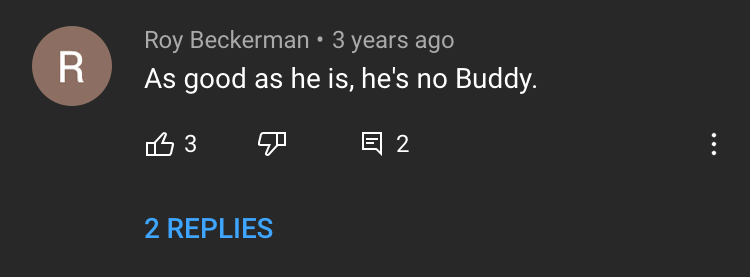 R
Roy Beckerman • 3 years ago
As good as he is, he's no Buddy.
3
2
2 REPLIES